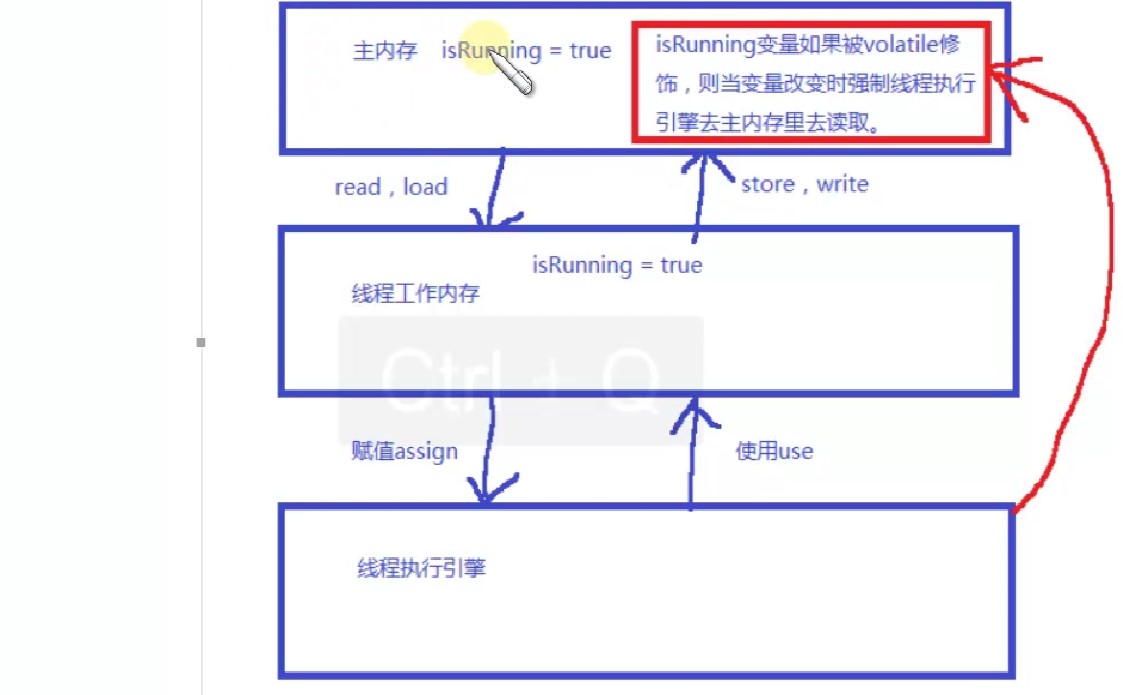 主内存 isRunning = true
isRunning变量如果被volatile修
饰，则当变量改变时强制线程执行
引擎去主内存里去读取。
read , load
store , write
isRunning = true
线程工作内存
Ctrl + Q
赋值assign
使用use
线程执行引擎